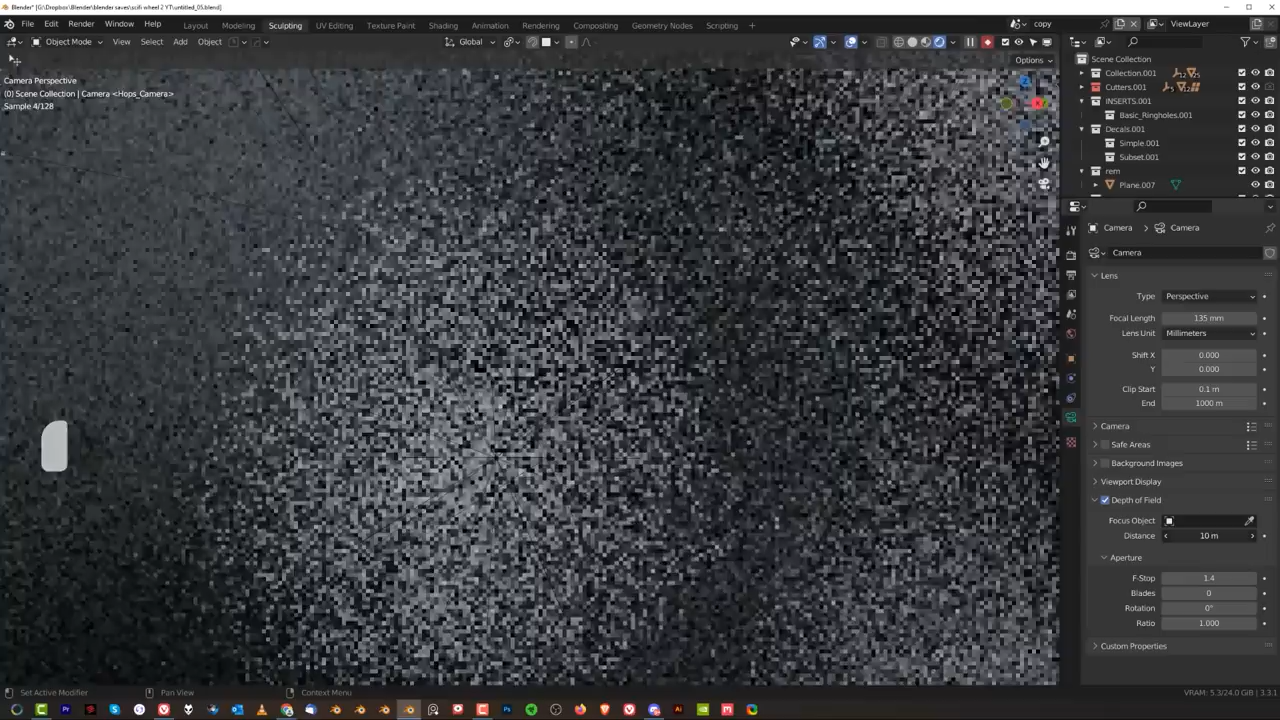 Blender* [G:\Dropbox\Blender\blender saves\scifi wheel 2 YT\untitled_05.blend]
File Edit Render Window Help
Layout Modeling Sculpting UV Editing Texture Paint Shading Animation Rendering Compositing Geometry Nodes Scripting +
copy
ViewLayer
Object Mode View Select Add Object
Global
Options
Camera Perspective
(0) Scene Collection | Camera <Hops_Camera>
Sample 4/128
Scene Collection
Collection.001
Cutters.001
INSERTS.001
Basic_Ringholes.001
Decals.001
Simple.001
Subset.001
rem
Plane.007
Camera > Camera
Camera
Lens
Type Perspective
Focal Length 135 mm
Lens Unit Millimeters
Shift X 0.000
Y 0.000
Clip Start 0.1 m
End 1000 m
Camera
Safe Areas
Background Images
Viewport Display
Depth of Field
Focus Object
Distance 10 m
Aperture
F-Stop 1.4
Blades 0
Rotation 0°
Ratio 1.000
Custom Properties
Set Active Modifier
Pan View
Context Menu
VRAM: 5.3/24.0 GiB | 3.3.1